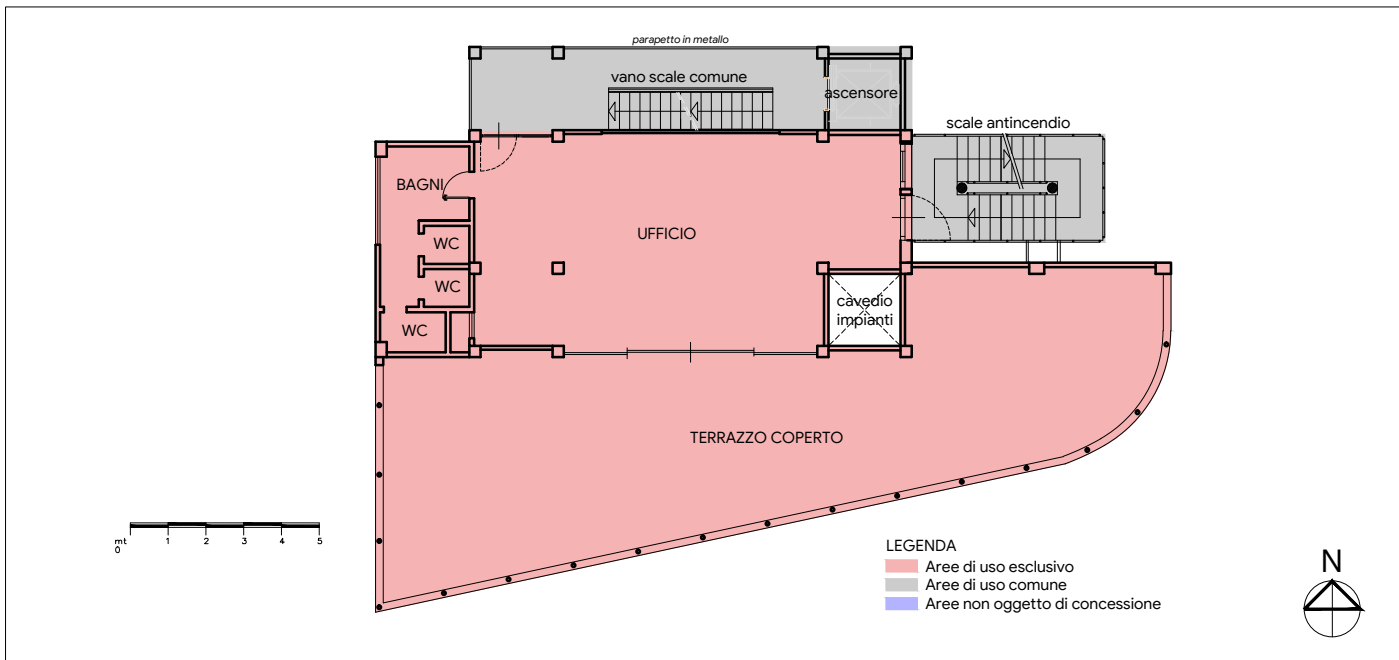 parapetto in metallo
vano scale comune
ascensore
scale antincendio
BAGNI
WC
UFFICIO
WC
cavedio
impianti
WC
TERRAZZO COPERTO
mt
0 1 2 3 4 5
LEGENDA
Aree di uso esclusivo
Aree di uso comune
Aree non oggetto di concessione
N